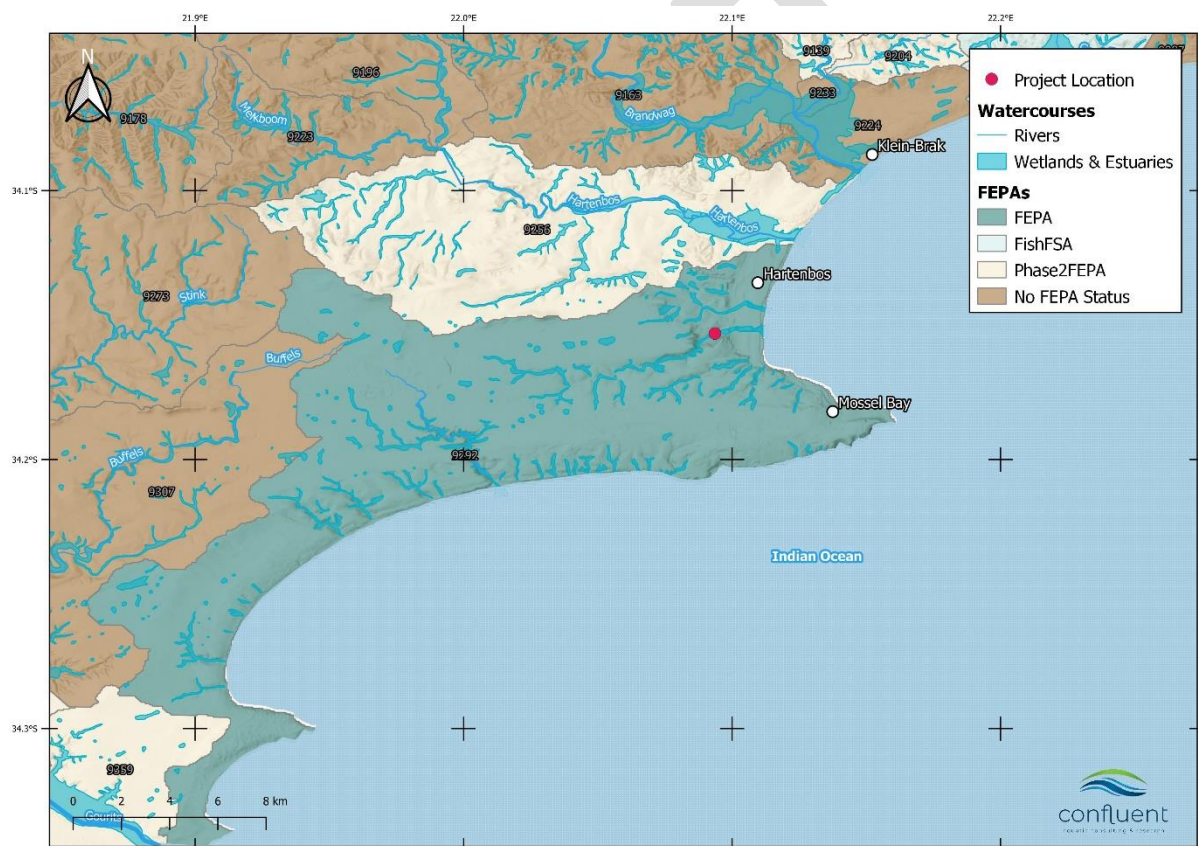 21.9°E
22.0°E
22.1°E
22.2°E
N
9139
9204
9196
9163
9233
9178
Melkboom
9223
Brandwag
9224
Klein-Brak
34.1°S
Hartenbos
Hartenbos
9256
Hartenbos
9273
Stink
Buffels
Mossel Bay
34.2°S
Buffels
9292
9307
Indian Ocean
34.3°S
9359
0 2 4 6 8 km
Gourits
Project Location
Watercourses
Rivers
Wetlands & Estuaries
FEPAs
FEPA
FishFSA
Phase2FEPA
No FEPA Status
confluent
aquatic consulting & research